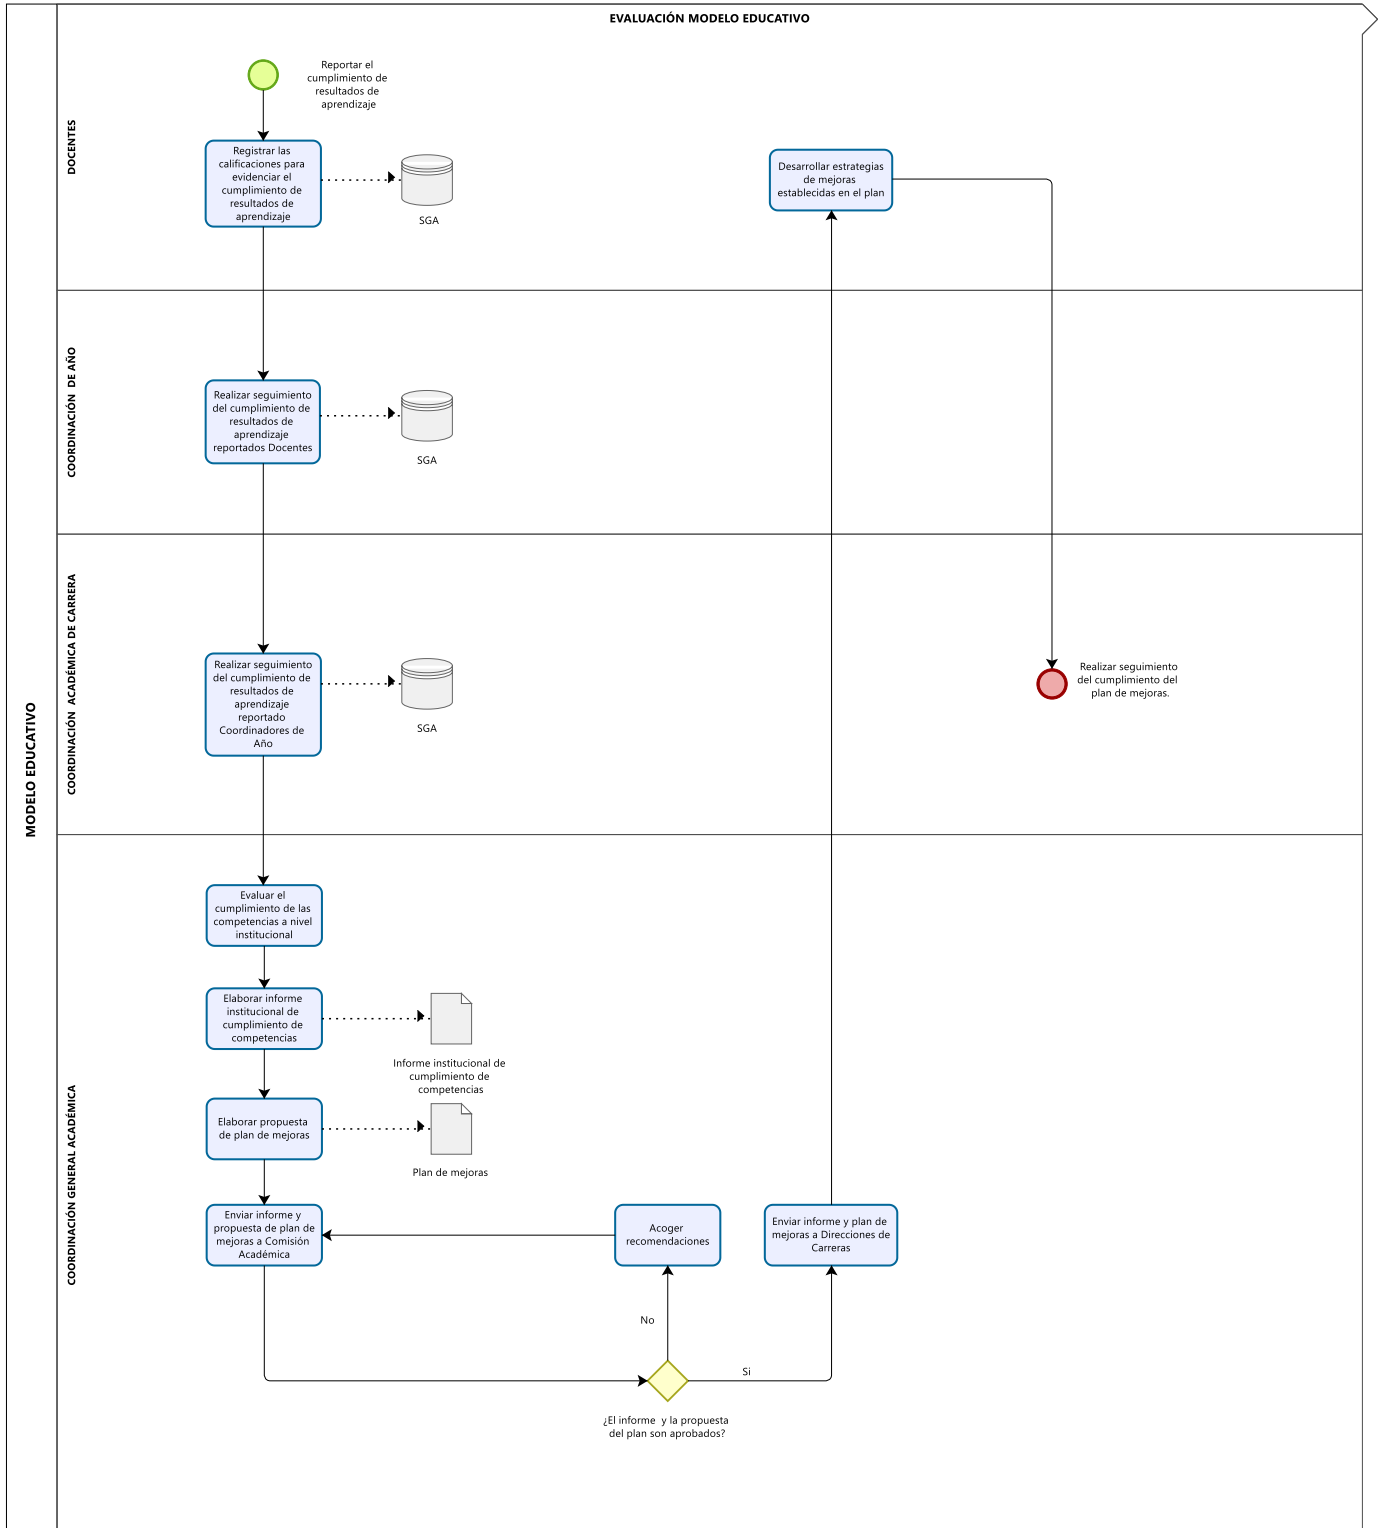 EVALUACIÓN MODELO EDUCATIVO
MODELO EDUCATIVO
DOCENTES
Reportar el
cumplimiento de
resultados de
aprendizaje
Registrar las
calificaciones para
evidenciar el
cumplimiento de
resultados de
aprendizaje
SGA
Desarrollar estrategias
de mejoras
establecidas en el plan
COORDINACIÓN DE AÑO
Realizar seguimiento
del cumplimiento de
resultados de
aprendizaje
reportados Docentes
SGA
COORDINACIÓN ACADÉMICA DE CARRERA
Realizar seguimiento
del cumplimiento de
resultados de
aprendizaje
reportado
Coordinadores de
Año
SGA
Realizar seguimiento
del cumplimiento del
plan de mejoras.
COORDINACIÓN GENERAL ACADÉMICA
Evaluar el
cumplimiento de las
competencias a nivel
institucional
Elaborar informe
institucional de
cumplimiento de
competencias
Informe institucional de
cumplimiento de
competencias
Elaborar propuesta
de plan de mejoras
Plan de mejoras
Enviar informe y
propuesta de plan de
mejoras a Comisión
Académica
Acoger
recomendaciones
Enviar informe y plan de
mejoras a Direcciones de
Carreras
No
Si
¿El informe y la propuesta
del plan son aprobados?